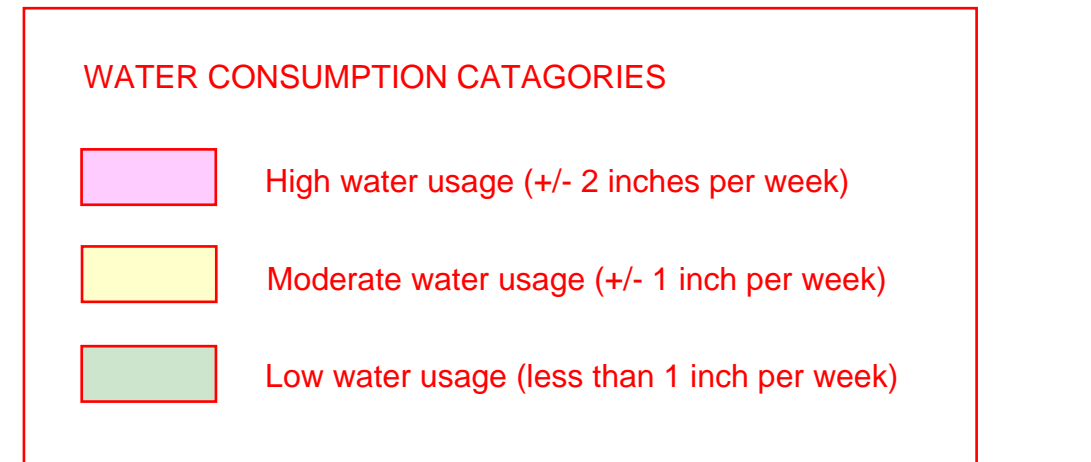 WATER CONSUMPTION CATAGORIES
High water usage (+/- 2 inches per week)
Moderate water usage (+/- 1 inch per week)
Low water usage (less than 1 inch per week)